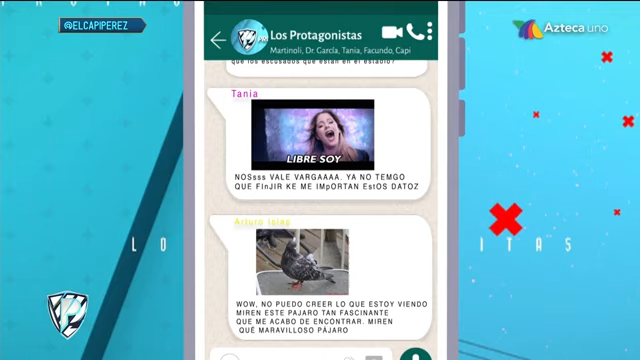 @ELCAPIPEREZ
Azteca uno
Los Protagonistas
Martinoli, Dr. García, Tania, Facundo, Capi
que los escusados que estan en el establo?
Tania
LIBRE SOY
NOSsss VALE VARGAAAA. YA NO TEMGO
QUE FInJIR KE ME IMpORTAN EstOS DATOZ
Arturo Islas
WOW, NO PUEDO CREER LO QUE ESTOY VIENDO
MIREN ESTE PAJARO TAN FASCINANTE
QUE ME ACABO DE ENCONTRAR. MIREN
QUÉ MARAVILLOSO PÁJARO
LO
ITAS